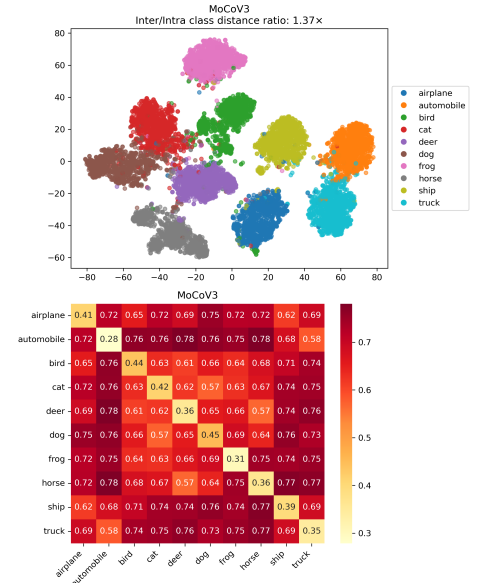 MoCoV3
Inter/Intra class distance ratio: 1.37×
80
60
40
20
0
−20
−40
−60
−80 −60 −40 −20 0 20 40 60 80
airplane
automobile
bird
cat
deer
dog
frog
horse
ship
truck
MoCoV3
airplane 0.41 0.72 0.65 0.72 0.69 0.75 0.72 0.72 0.62 0.69
automobile 0.72 0.28 0.76 0.76 0.78 0.76 0.75 0.78 0.68 0.58
bird 0.65 0.76 0.44 0.63 0.61 0.66 0.64 0.68 0.71 0.74
cat 0.72 0.76 0.63 0.42 0.62 0.57 0.63 0.67 0.74 0.75
deer 0.69 0.78 0.61 0.62 0.36 0.65 0.66 0.57 0.74 0.76
dog 0.75 0.76 0.66 0.57 0.65 0.45 0.69 0.64 0.76 0.73
frog 0.72 0.75 0.64 0.63 0.66 0.69 0.31 0.75 0.74 0.75
horse 0.72 0.78 0.68 0.67 0.57 0.64 0.75 0.36 0.77 0.77
ship 0.62 0.68 0.71 0.74 0.74 0.76 0.74 0.77 0.39 0.69
truck 0.69 0.58 0.74 0.75 0.76 0.73 0.75 0.77 0.69 0.35
airplane automobile bird cat deer dog frog horse ship truck
0.7
0.6
0.5
0.4
0.3